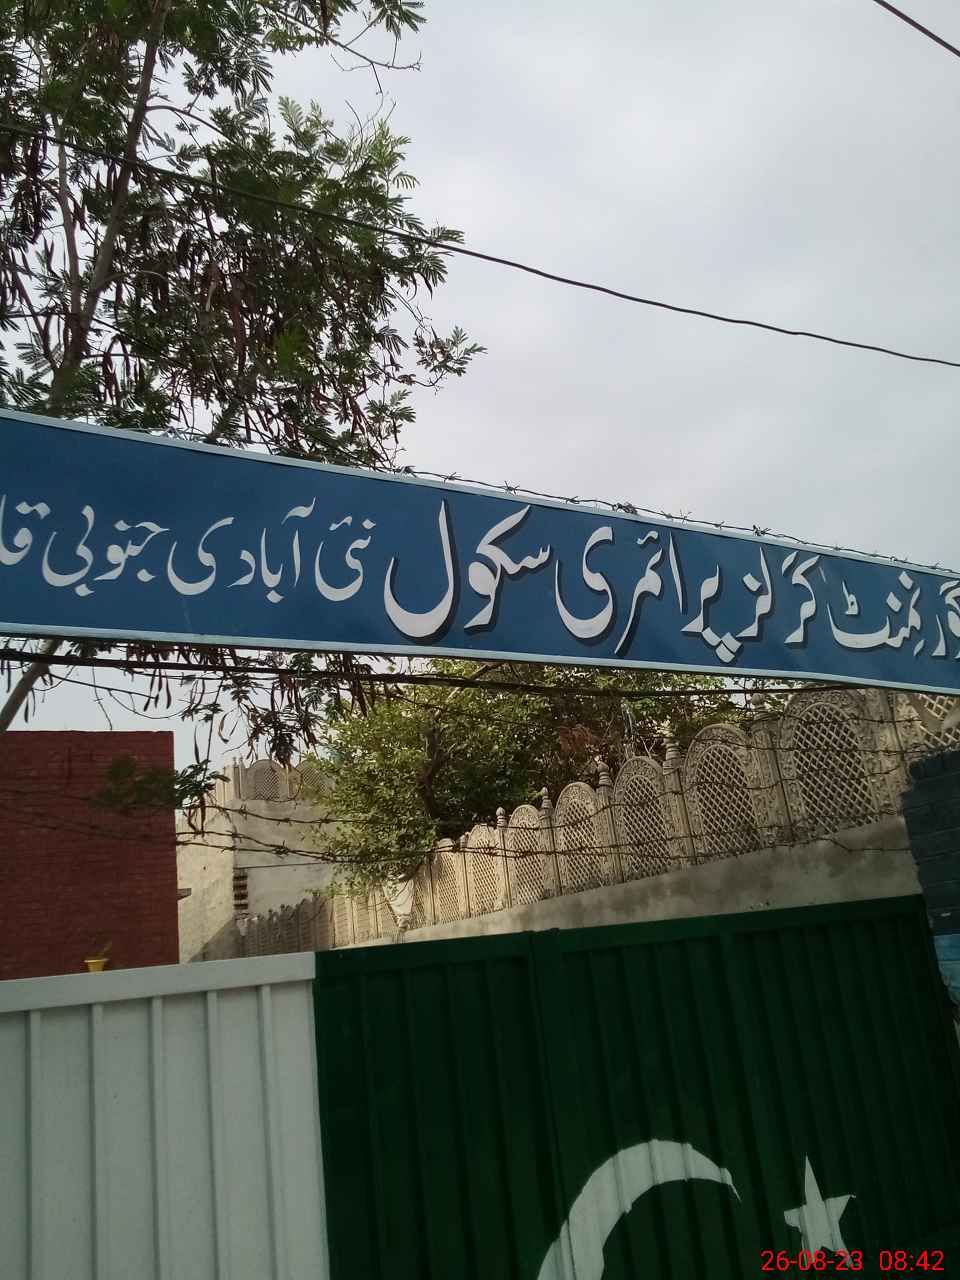 گورنمنٹ گرلز پرائمری سکول نئی آبادی جنوبی
26-08-23 08:42